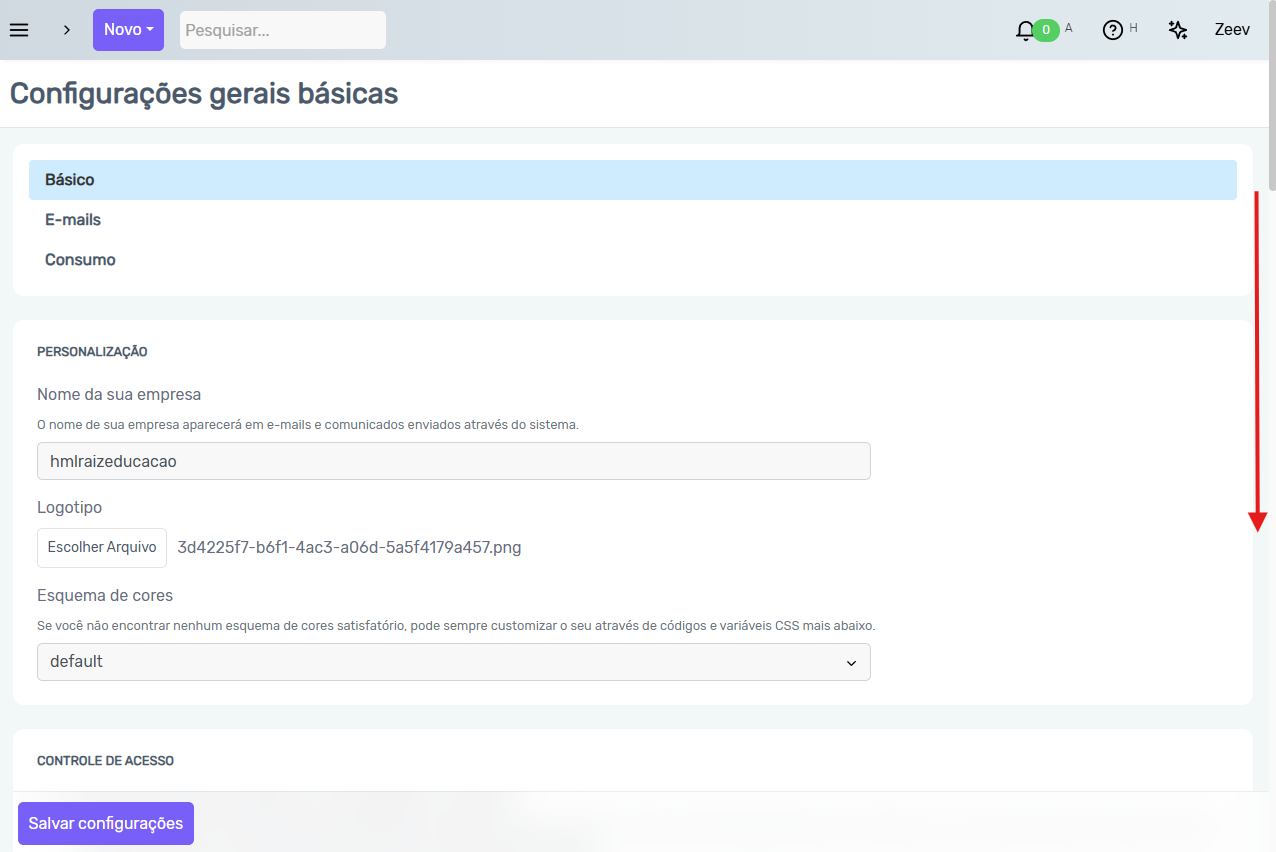 Novo
Pesquisar...
0
A
H
Zeev
Configurações gerais básicas
Básico
E-mails
Consumo
PERSONALIZAÇÃO
Nome da sua empresa
O nome de sua empresa aparecerá em e-mails e comunicados enviados através do sistema.
hmlraizeducacao
Logotipo
Escolher Arquivo 3d4225f7-b6f1-4ac3-a06d-5a5f4179a457.png
Esquema de cores
Se você não encontrar nenhum esquema de cores satisfatório, pode sempre customizar o seu através de códigos e variáveis CSS mais abaixo.
default
CONTROLE DE ACESSO
Salvar configurações